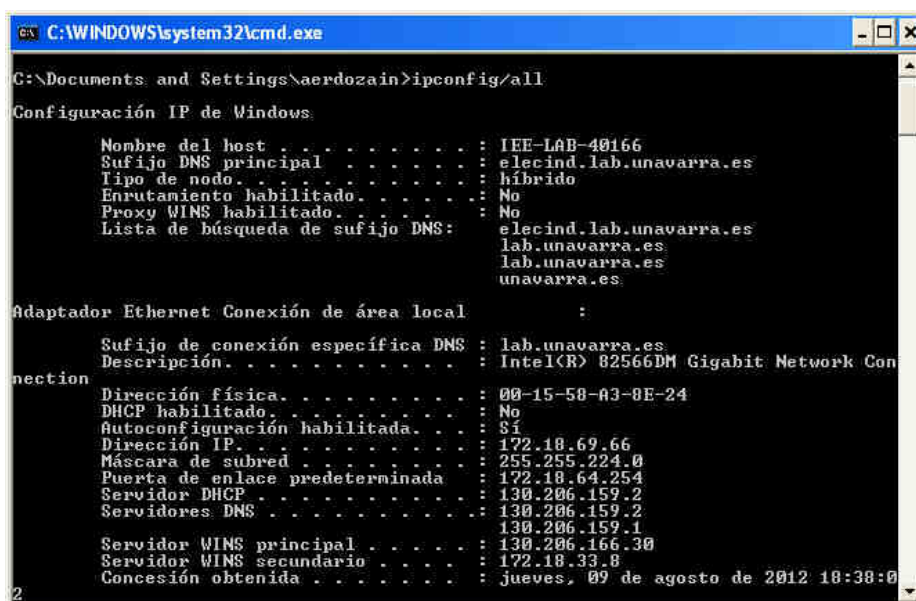 C:\WINDOWS\system32\cmd.exe
C:\Documents and Settings\aerdozain>ipconfig/all
Configuración IP de Windows
Nombre del host . . . . . . . . . : IEE-LAB-40166
Sufijo DNS principal . . . . . . : elecind.lab.unavarra.es
Tipo de nodo. . . . . . . . . . . : híbrido
Enrutamiento habilitado. . . . . .: No
Proxy WINS habilitado. . . . . : No
Lista de búsqueda de sufijo DNS: elecind.lab.unavarra.es
lab.unavarra.es
lab.unavarra.es
unavarra.es
Adaptador Ethernet Conexión de área local :
Sufijo de conexión específica DNS : lab.unavarra.es
Descripción. . . . . . . . . . . : Intel(R) 82566DM Gigabit Network Con
nection
Dirección física. . . . . . . . . : 00-15-58-A3-8E-24
DHCP habilitado. . . . . . . . . : No
Autoconfiguración habilitada. . . : Sí
Dirección IP. . . . . . . . . . . : 172.18.69.66
Máscara de subred . . . . . . . . : 255.255.224.0
Puerta de enlace predeterminada : 172.18.64.254
Servidor DHCP . . . . . . . . . . : 130.206.159.2
Servidores DNS . . . . . . . . . .: 130.206.159.2
130.206.159.1
Servidor WINS principal . . . . . : 130.206.166.30
Servidor WINS secundario . . . . : 172.18.33.8
Concesión obtenida . . . . . . . : jueves, 09 de agosto de 2012 18:38:0
2